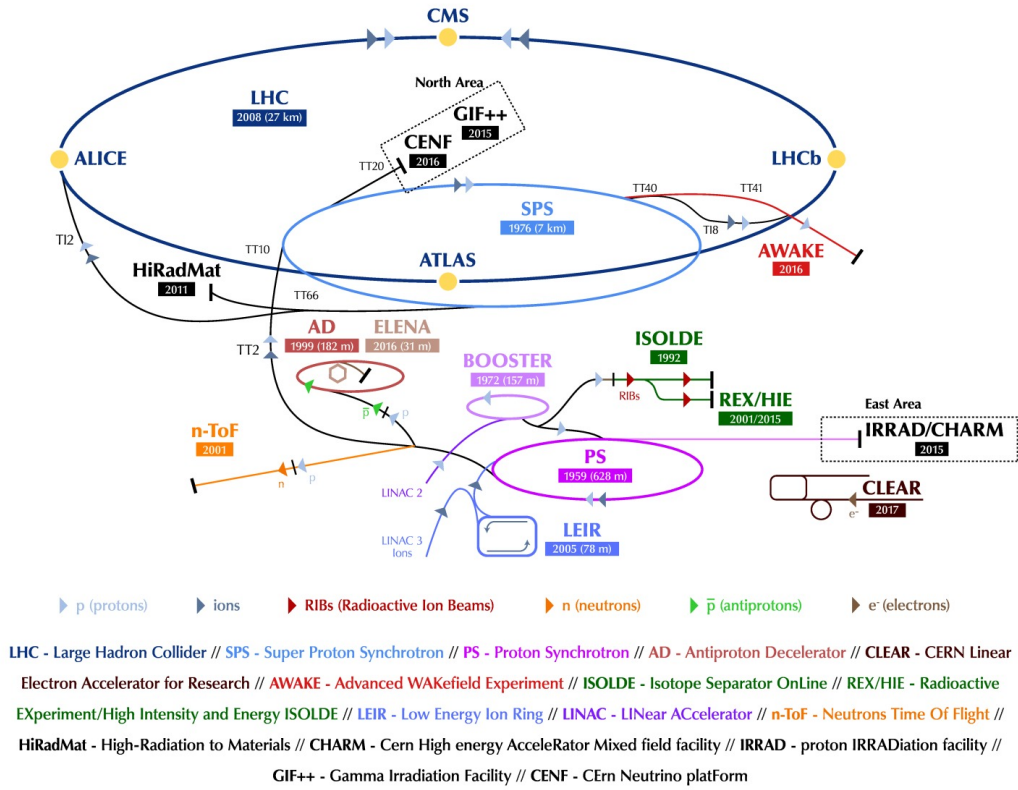 CMS
North Area
LHC
2008 (27 km)
GIF++
2015
CENF
2016
TT20
ALICE
LHCb
TT40
TT41
SPS
1976 (7 km)
TI8
TI2
TT10
AWAKE
2016
ATLAS
HiRadMat
2011
TT66
AD
1999 (182 m)
ELENA
2016 (31 m)
TT2
ISOLDE
1992
BOOSTER
1972 (157 m)
RIBs
REX/HIE
2001/2015
p̅
p
East Area
n-ToF
2001
IRRAD/CHARM
2015
PS
1959 (628 m)
n
p
LINAC 2
CLEAR
2017
e-
LEIR
2005 (78 m)
LINAC 3
Ions
p (protons)
ions
RIBs (Radioactive Ion Beams)
n (neutrons)
p̅ (antiprotons)
e- (electrons)
LHC - Large Hadron Collider // SPS - Super Proton Synchrotron // PS - Proton Synchrotron // AD - Antiproton Decelerator // CLEAR - CERN Linear
Electron Accelerator for Research // AWAKE - Advanced WAKefield Experiment // ISOLDE - Isotope Separator OnLine // REX/HIE - Radioactive
EXperiment/High Intensity and Energy ISOLDE // LEIR - Low Energy Ion Ring // LINAC - LINear ACcelerator // n-ToF - Neutrons Time Of Flight //
HiRadMat - High-Radiation to Materials // CHARM - Cern High energy AcceleRator Mixed field facility // IRRAD - proton IRRADiation facility //
GIF++ - Gamma Irradiation Facility // CENF - CErn Neutrino platForm